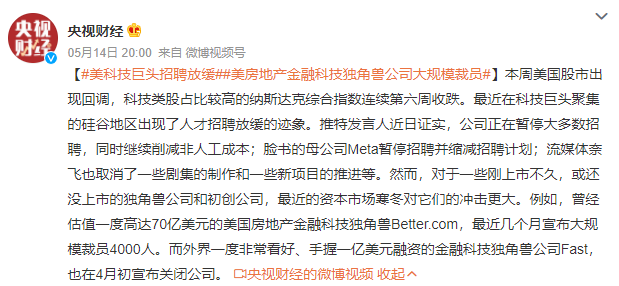 央视财经
央视财经
05月14日 20:00 来自 微博视频号
【#美科技巨头招聘放缓##美房地产金融科技独角兽公司大规模裁员#】本周美国股市出
现回调，科技类股占比较高的纳斯达克综合指数连续第六周收跌。最近在科技巨头聚集
的硅谷地区出现了人才招聘放缓的迹象。推特发言人近日证实，公司正在暂停大多数招
聘，同时继续削减非人工成本；脸书的母公司Meta暂停招聘并缩减招聘计划；流媒体奈
飞也取消了一些剧集的制作和一些新项目的推进等。然而，对于一些刚上市不久，或还
没上市的独角兽公司和初创公司，最近的资本市场寒冬对它们的冲击更大。例如，曾经
估值一度高达70亿美元的美国房地产金融科技独角兽Better.com，最近几个月宣布大规
模裁员4000人。而外界一度非常看好、手握一亿美元融资的金融科技独角兽公司Fast，
也在4月初宣布关闭公司。 央视财经的微博视频 收起